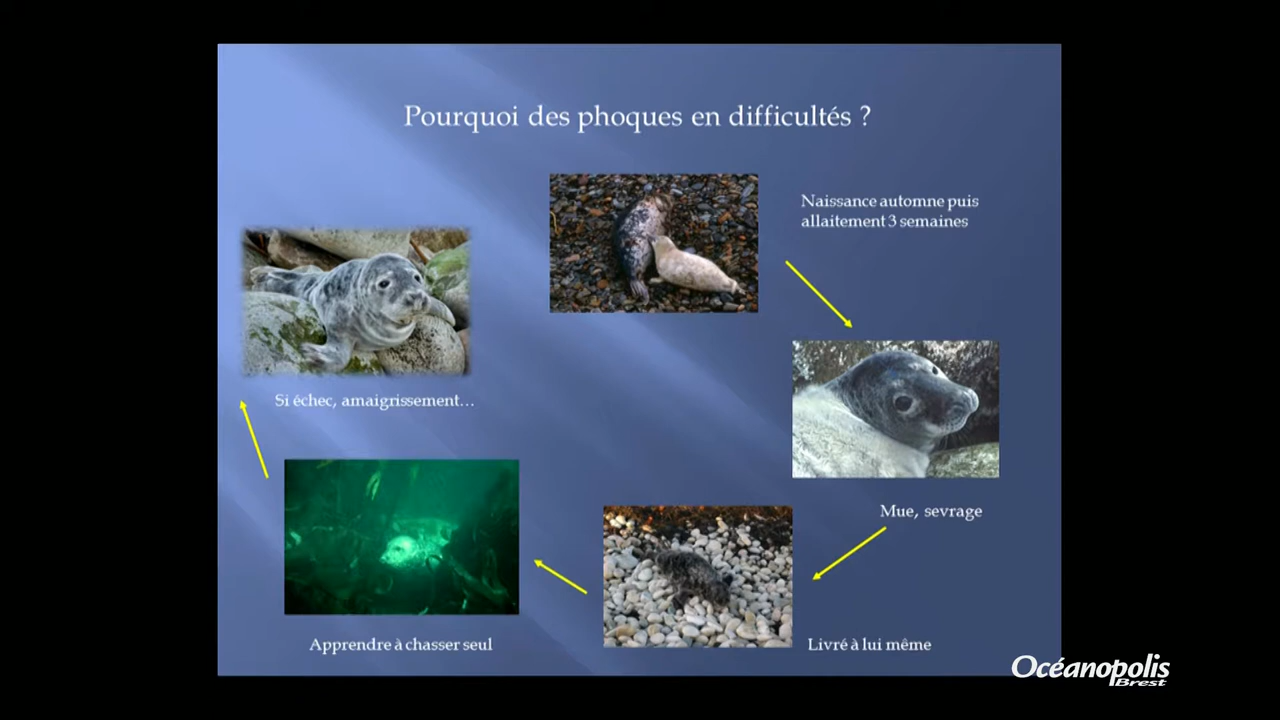 Pourquoi des phoques en difficultés ?
Naissance automne puis
allaitement 3 semaines
Mue, sevrage
Livré à lui même
Apprendre à chasser seul
Si échec, amaigrissement…
Océanopolis
Brest